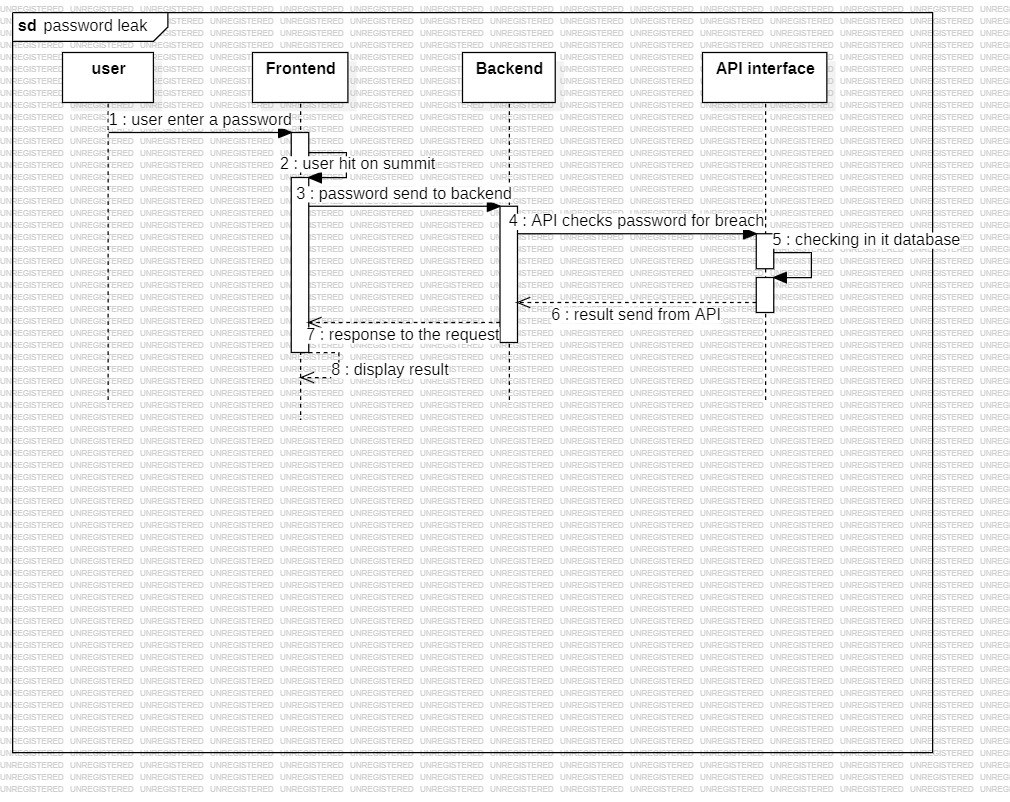 sd password leak
user
Frontend
Backend
API interface
1 : user enter a password
2 : user hit on summit
3 : password send to backend
4 : API checks password for breach
5 : checking in it database
6 : result send from API
7 : response to the request
8 : display result
UNREGISTERED